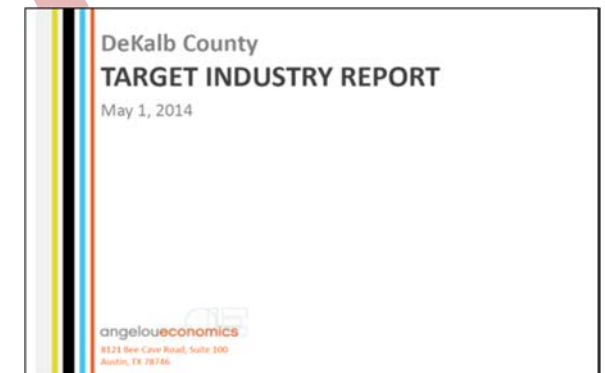 DeKalb County
TARGET INDUSTRY REPORT
May 1, 2014
angeloueconomics
8121 Bee Cave Road, Suite 100
Austin, TX 78746